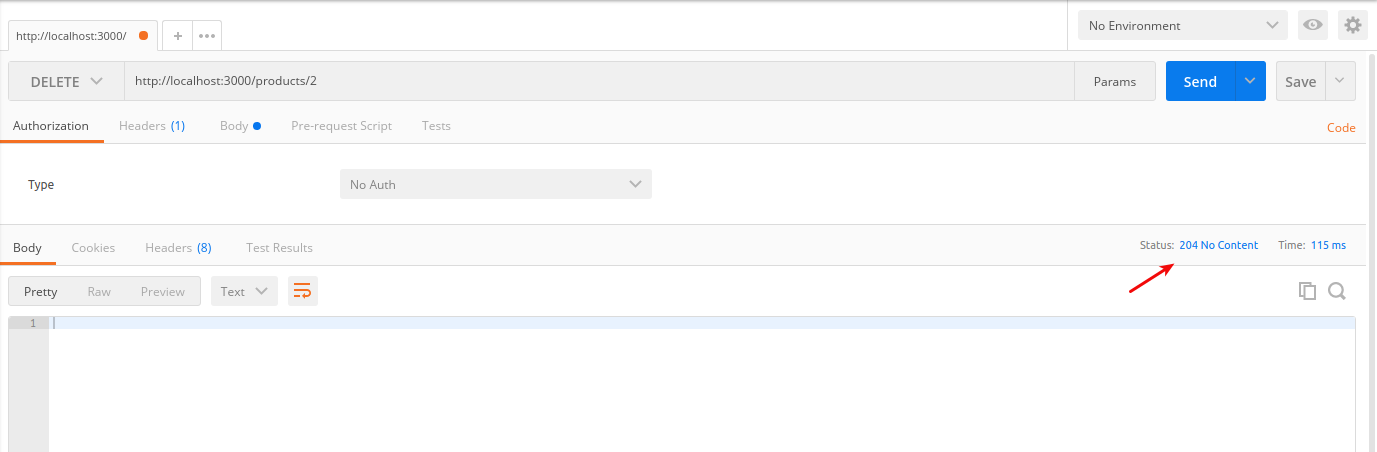 http://localhost:3000/ + ••• No Environment
DELETE http://localhost:3000/products/2 Params Send Save
Authorization Headers (1) Body Pre-request Script Tests Code
Type No Auth
Body Cookies Headers (8) Test Results Status: 204 No Content Time: 115 ms
Pretty Raw Preview Text
1